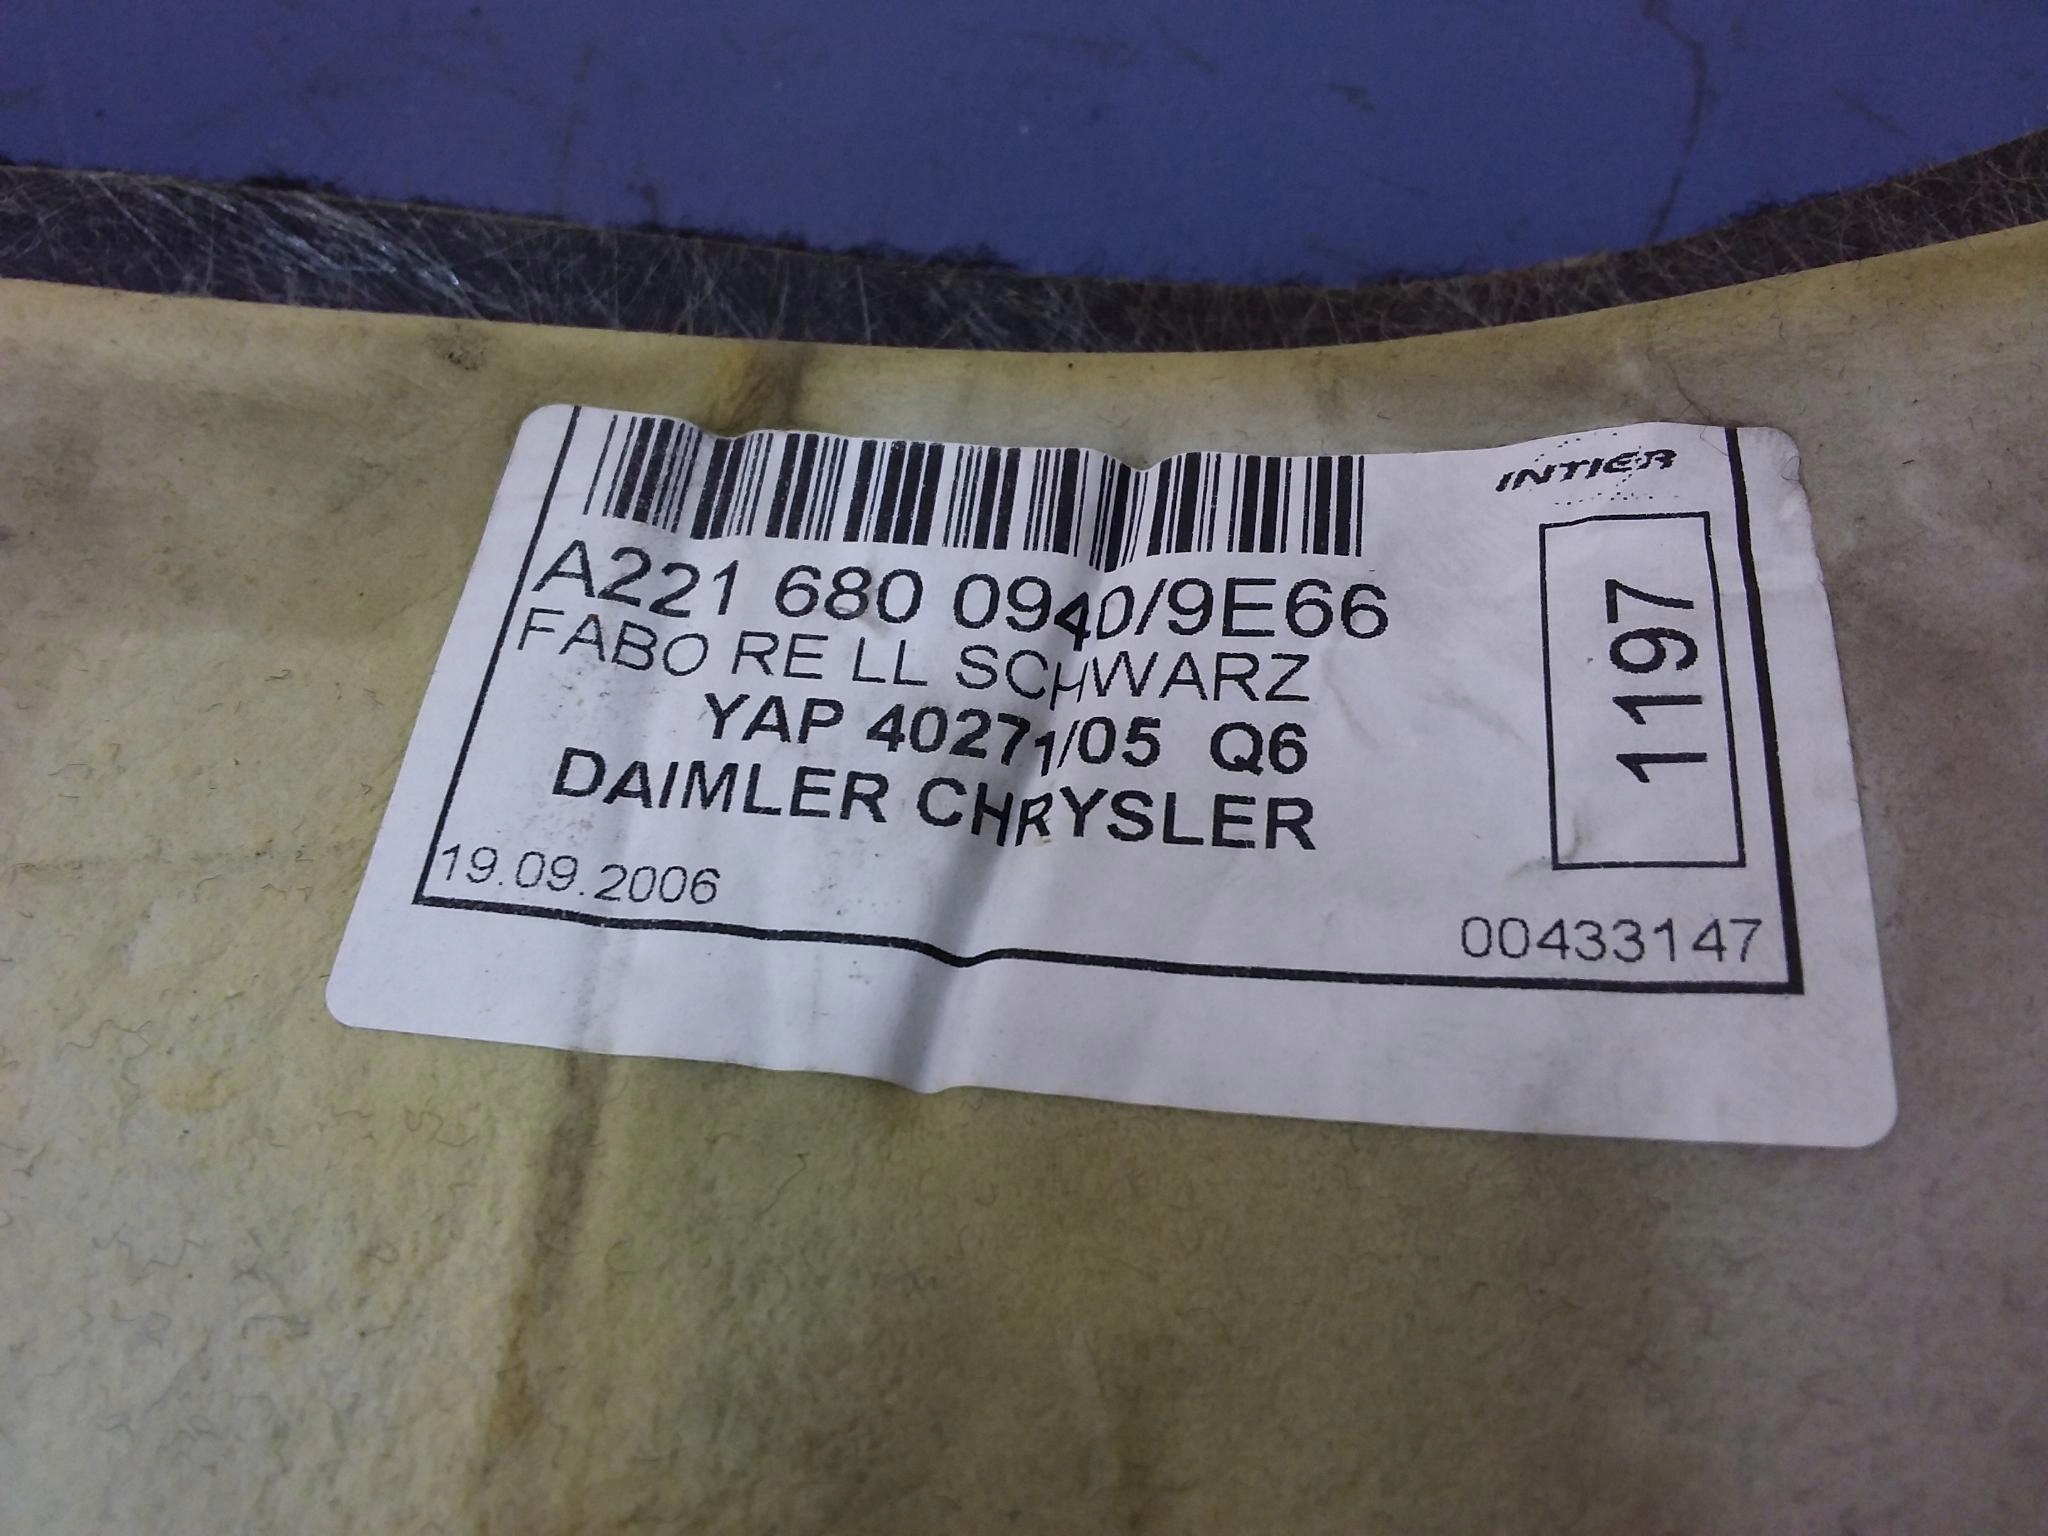 INTIER
A221 680 0940/9E66
FABO RE LL SCHWARZ
YAP 40271/05 Q6
DAIMLER CHRYSLER
1197
19.09.2006
00433147